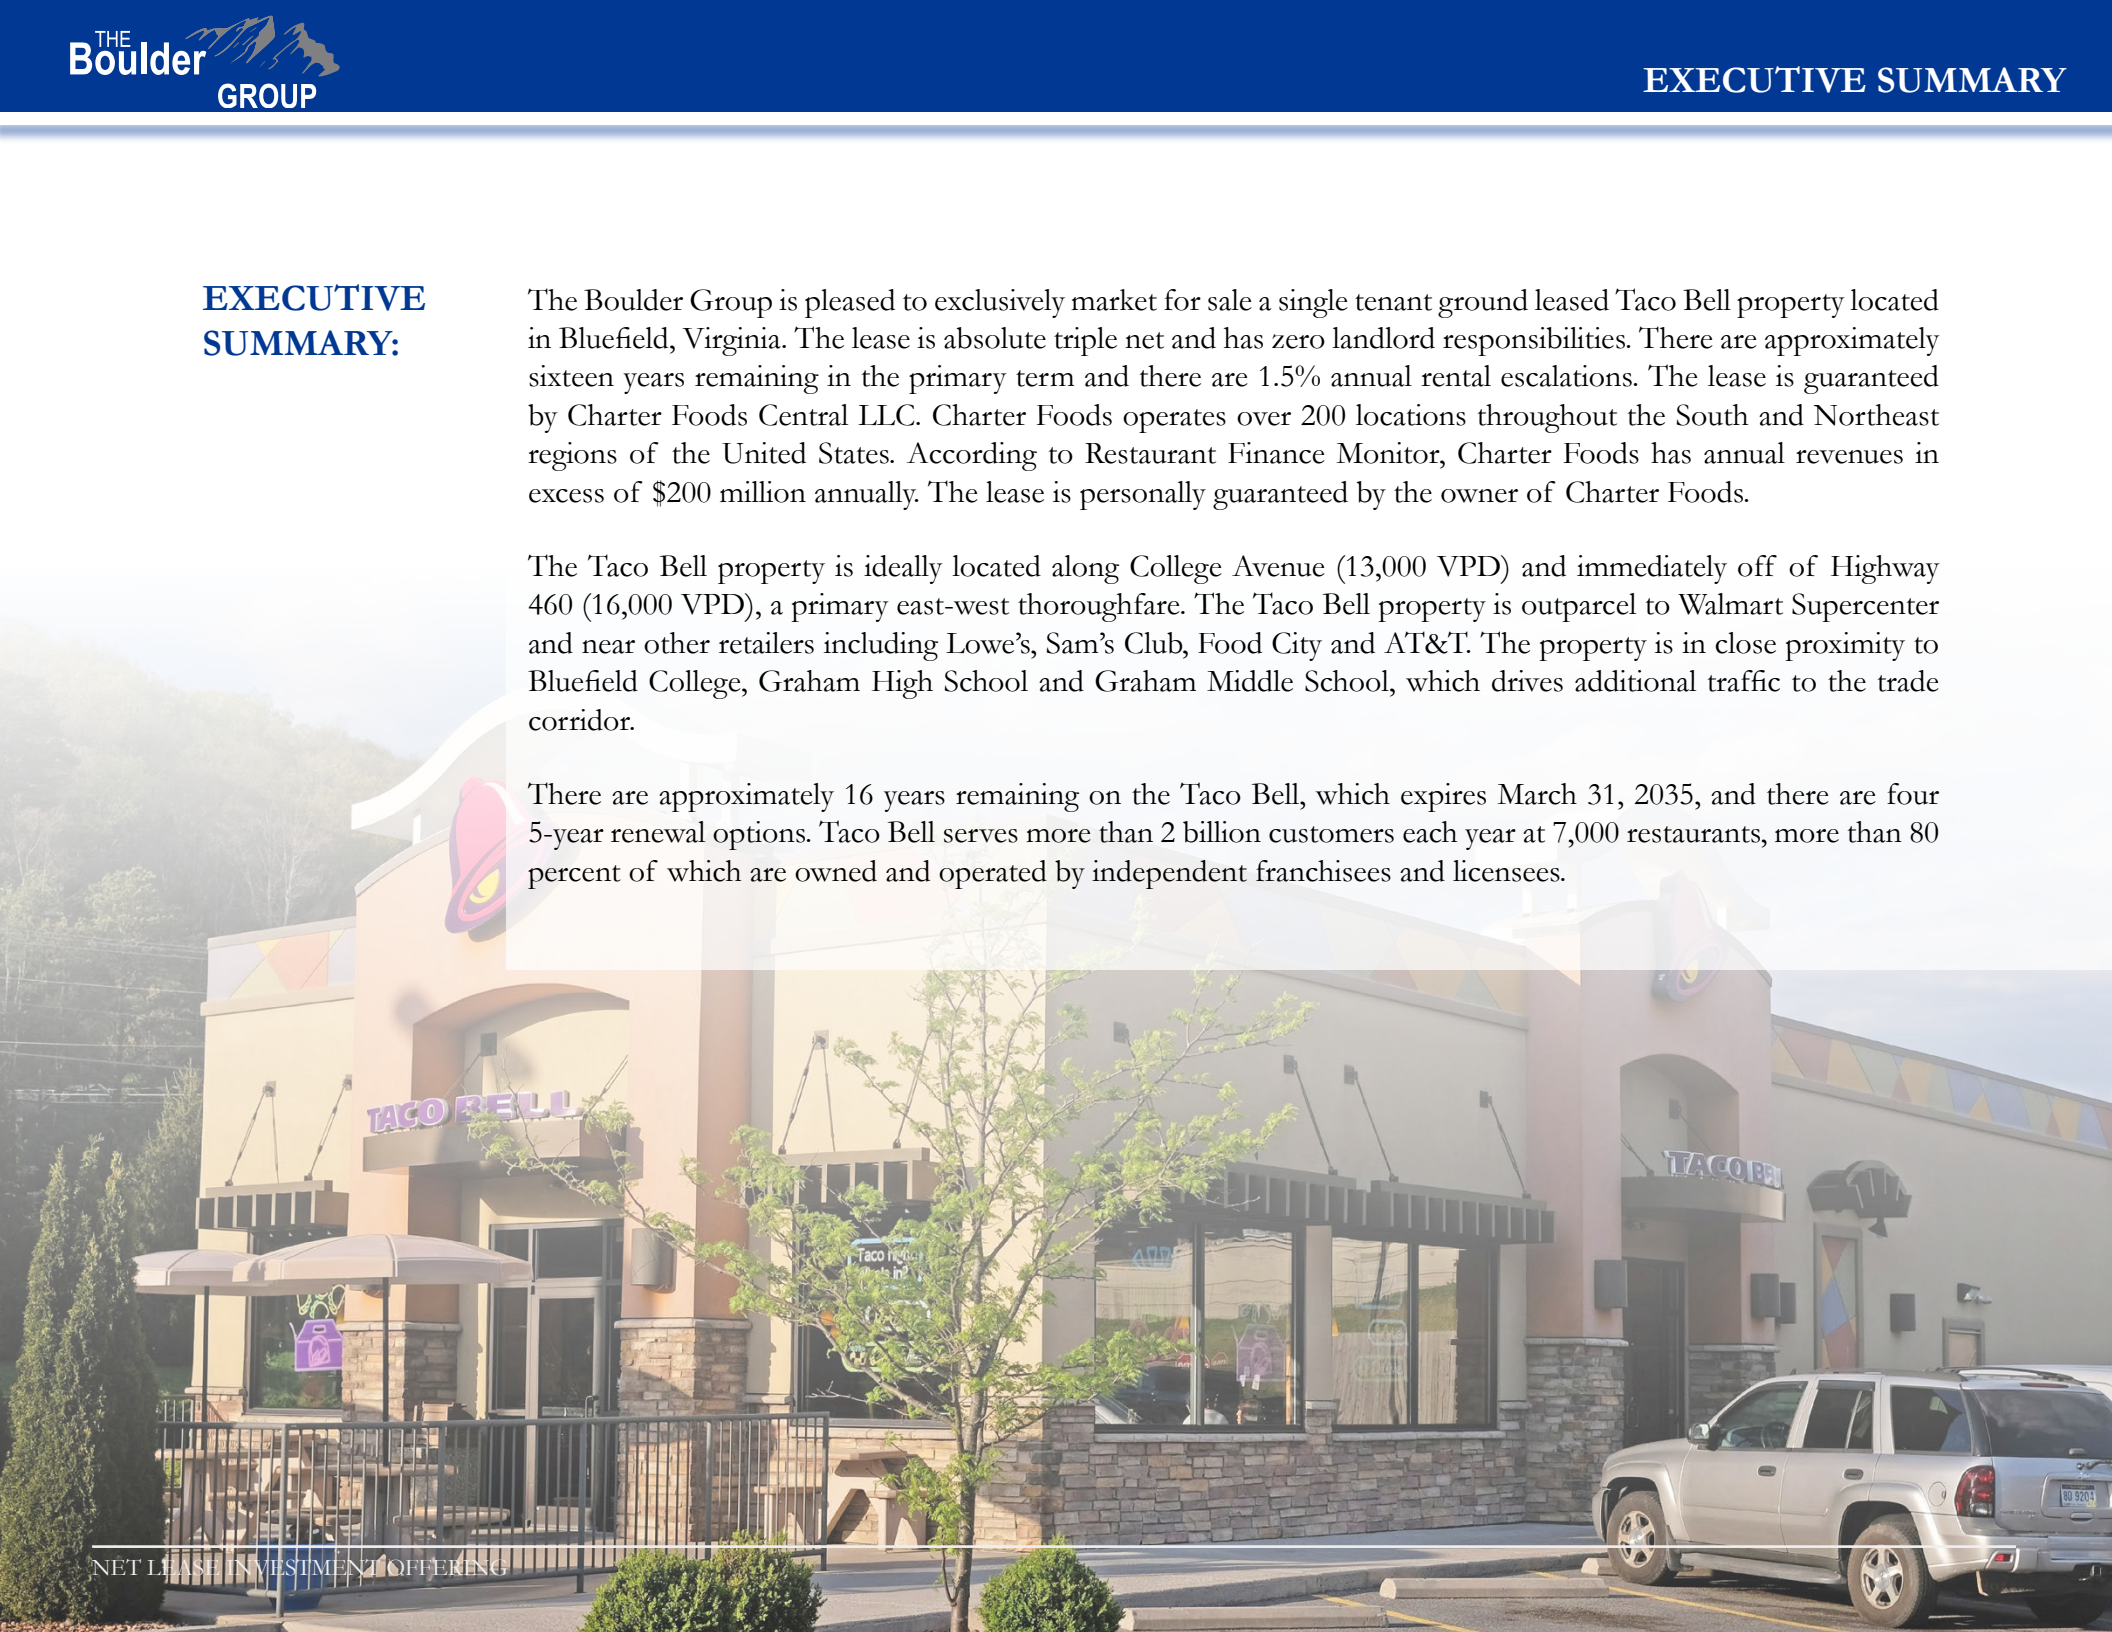 THE
Boulder
GROUP
EXECUTIVE SUMMARY
EXECUTIVE
SUMMARY:
The Boulder Group is pleased to exclusively market for sale a single tenant ground leased Taco Bell property located
in Bluefield, Virginia. The lease is absolute triple net and has zero landlord responsibilities. There are approximately
sixteen years remaining in the primary term and there are 1.5% annual rental escalations. The lease is guaranteed
by Charter Foods Central LLC. Charter Foods operates over 200 locations throughout the South and Northeast
regions of the United States. According to Restaurant Finance Monitor, Charter Foods has annual revenues in
excess of $200 million annually. The lease is personally guaranteed by the owner of Charter Foods.
The Taco Bell property is ideally located along College Avenue (13,000 VPD) and immediately off of Highway
460 (16,000 VPD), a primary east-west thoroughfare. The Taco Bell property is outparcel to Walmart Supercenter
and near other retailers including Lowe’s, Sam’s Club, Food City and AT&T. The property is in close proximity to
Bluefield College, Graham High School and Graham Middle School, which drives additional traffic to the trade
corridor.
There are approximately 16 years remaining on the Taco Bell, which expires March 31, 2035, and there are four
5-year renewal options. Taco Bell serves more than 2 billion customers each year at 7,000 restaurants, more than 80
percent of which are owned and operated by independent franchisees and licensees.
TACO BELL
TACO BELL
Taco
NET LEASE INVESTMENT OFFERING